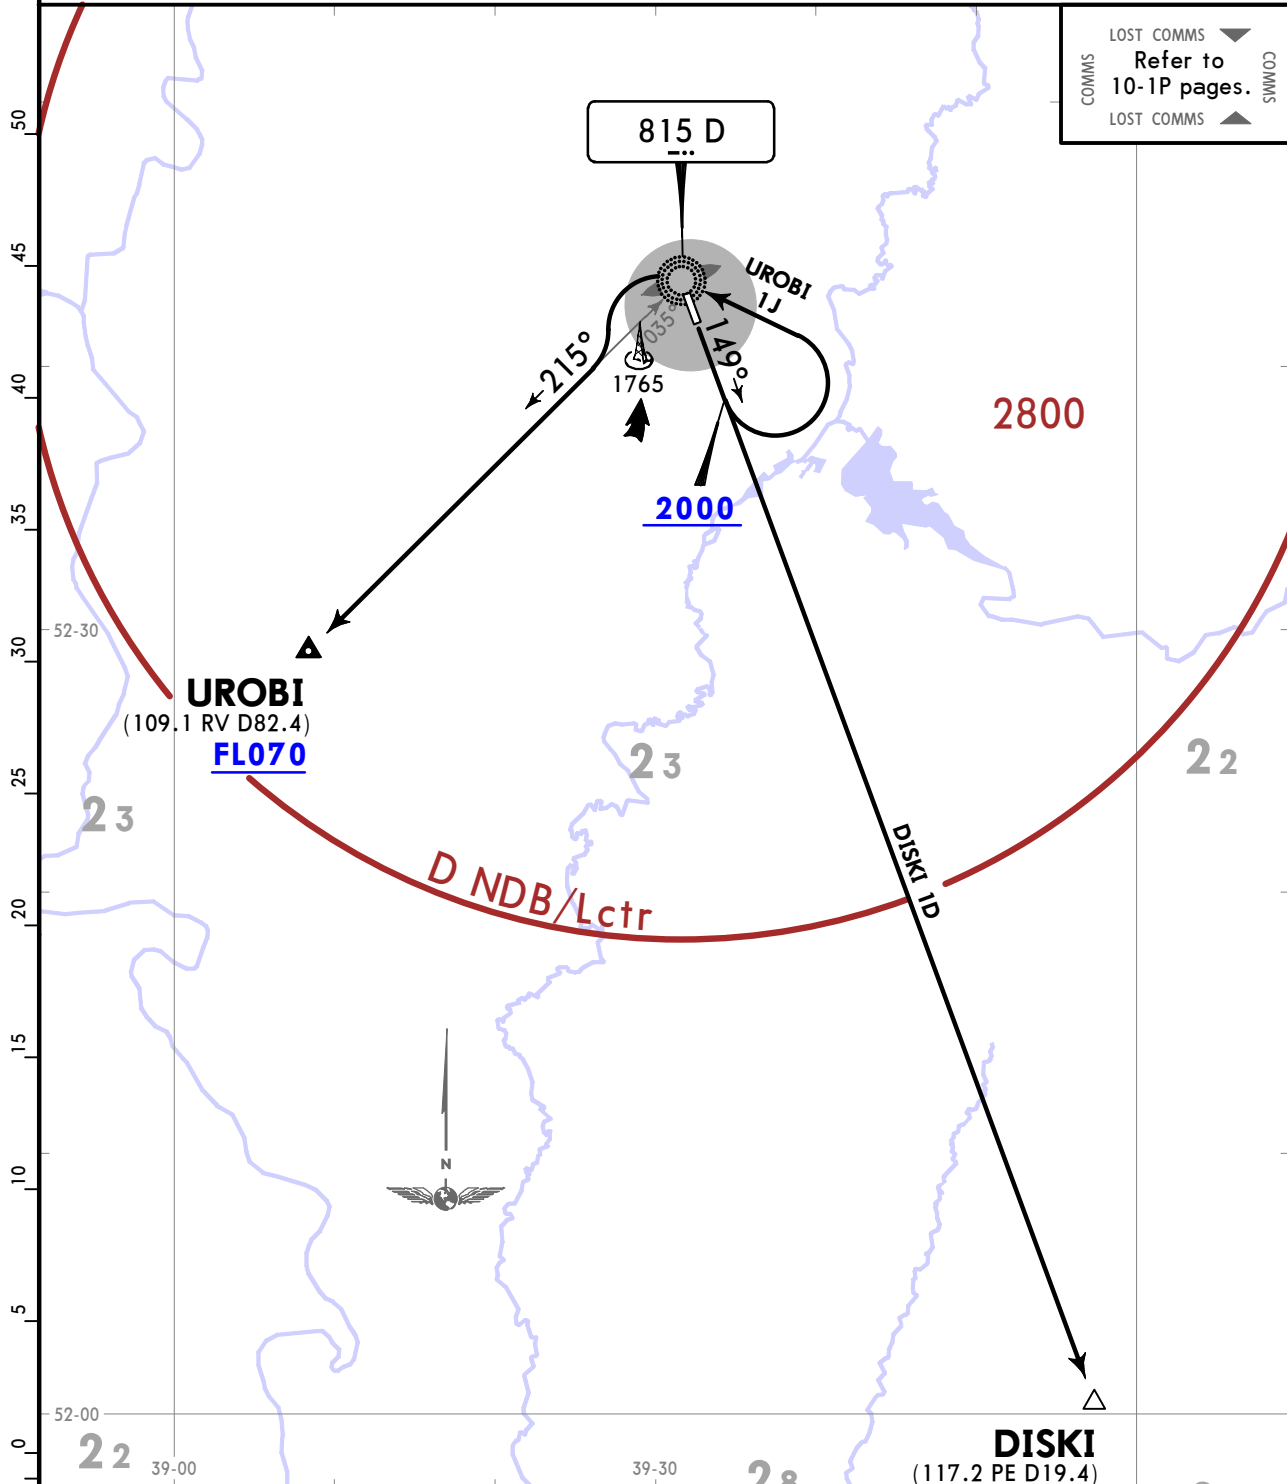 LOST COMMS
COMMS
Refer to
10-1P pages.
COMMS
LOST COMMS
815 D
UROBI
1J
035°
149°
215°
1765
2800
2000
52-30
UROBI
(109.1 RV D82.4)
FL070
23
23
22
DISKI 1D
D NDB/Lctr
N
52-00
DISKI
(117.2 PE D19.4)
22
39-00
39-30
28
50
45
40
35
30
25
20
15
10
5
0